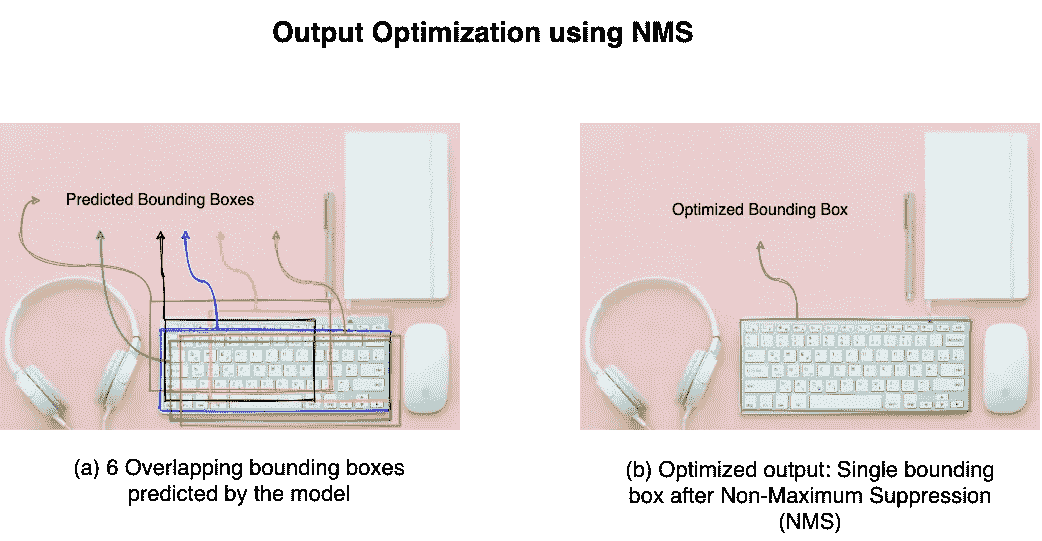 Output Optimization using NMS
Predicted Bounding Boxes
Optimized Bounding Box
(a) 6 Overlapping bounding boxes
predicted by the model
(b) Optimized output: Single bounding
box after Non-Maximum Suppression
(NMS)